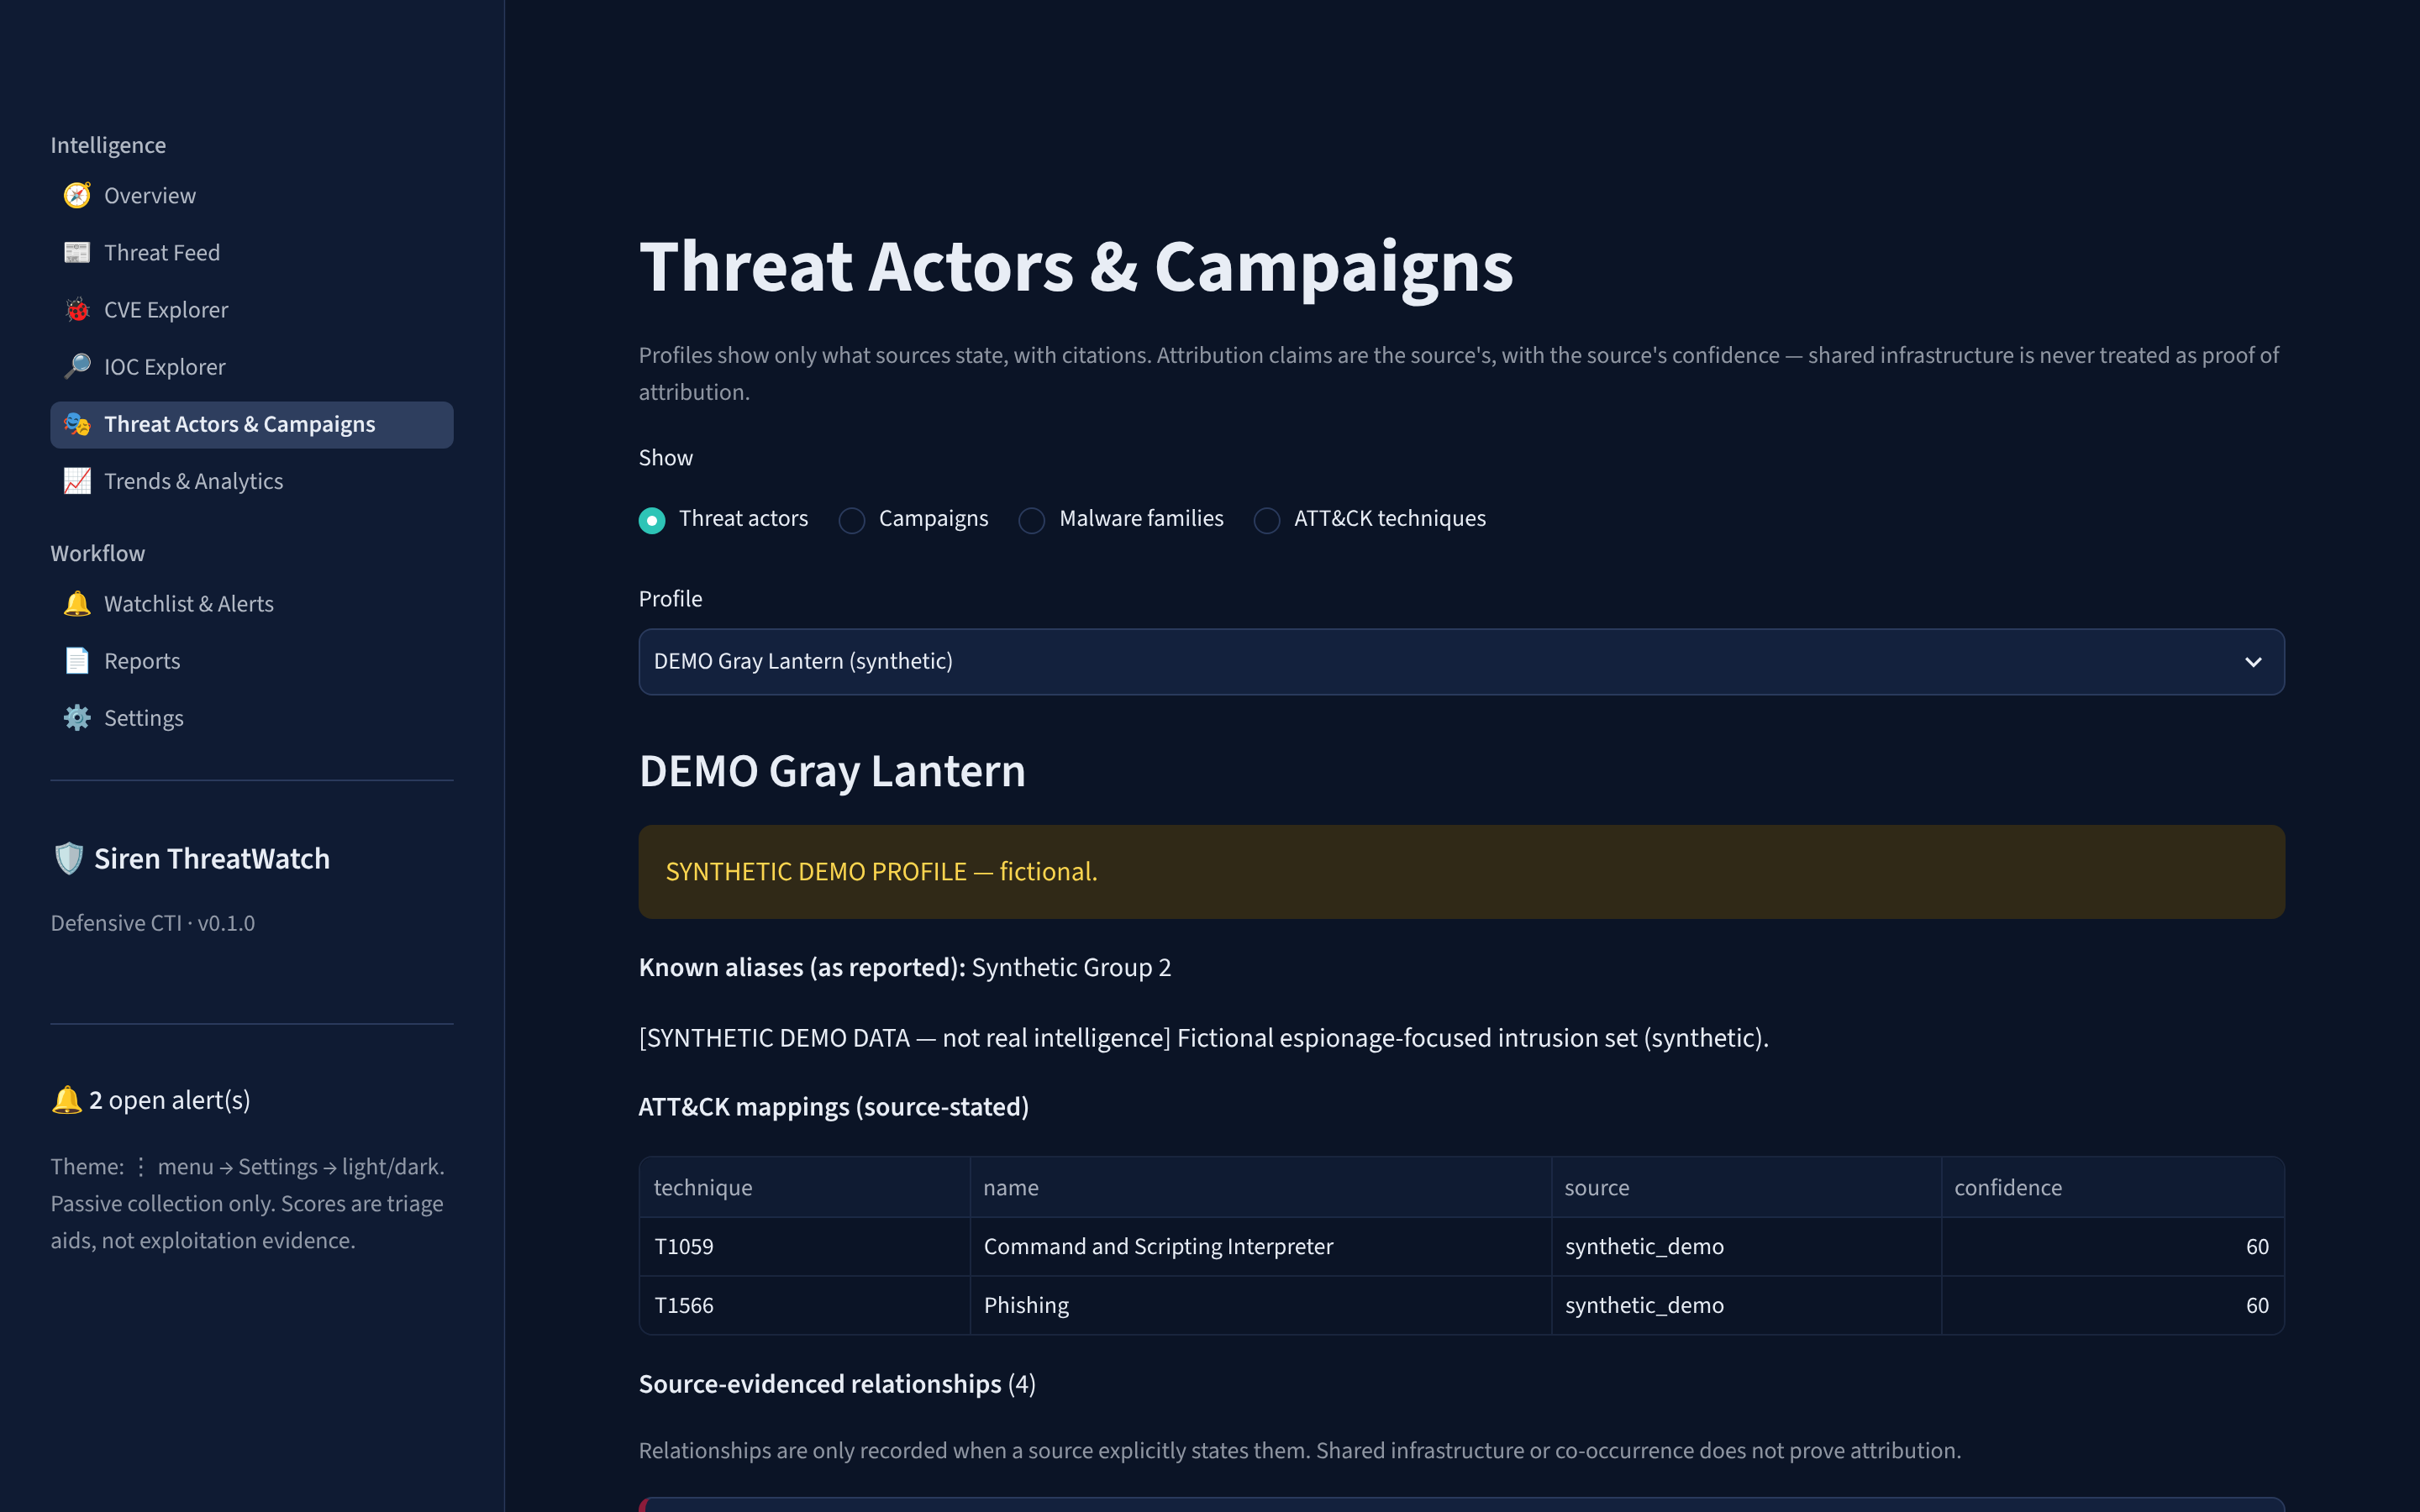 Intelligence
Overview
Threat Feed
CVE Explorer
IOC Explorer
Threat Actors & Campaigns
Trends & Analytics
Workflow
Watchlist & Alerts
Reports
Settings
Siren ThreatWatch
Defensive CTI · v0.1.0
2 open alert(s)
Theme: ⋮ menu → Settings → light/dark.
Passive collection only. Scores are triage
aids, not exploitation evidence.
Threat Actors & Campaigns
Profiles show only what sources state, with citations. Attribution claims are the source's, with the source's confidence — shared infrastructure is never treated as proof of
attribution.
Show
Threat actors Campaigns Malware families ATT&CK techniques
Profile
DEMO Gray Lantern (synthetic)
DEMO Gray Lantern
SYNTHETIC DEMO PROFILE — fictional.
Known aliases (as reported): Synthetic Group 2
[SYNTHETIC DEMO DATA — not real intelligence] Fictional espionage-focused intrusion set (synthetic).
ATT&CK mappings (source-stated)
technique name source confidence
T1059 Command and Scripting Interpreter synthetic_demo 60
T1566 Phishing synthetic_demo 60
Source-evidenced relationships (4)
Relationships are only recorded when a source explicitly states them. Shared infrastructure or co-occurrence does not prove attribution.